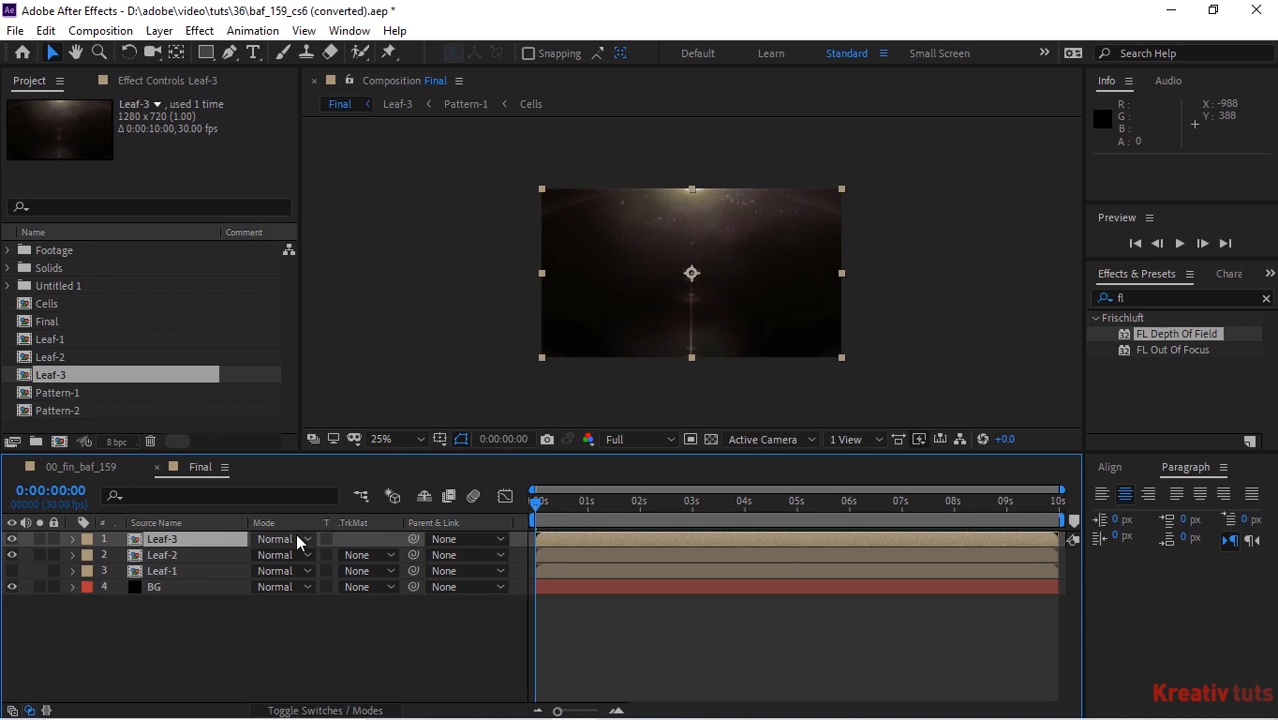 Adobe After Effects - D:\adobe\video\tuts\36\baf_159_cs6 (converted).aep *
File Edit Composition Layer Effect Animation View Window Help
Snapping Default Learn Standard Small Screen Search Help
Project Effect Controls Leaf-3
Composition Final
Info Audio
Leaf-3, used 1 time
1280 x 720 (1.00)
Δ 0:00:10:00, 30.00 fps
Final Leaf-3 Pattern-1 Cells
R :
G :
B :
A : 0
X : -988
Y : 388
Name Comment
Footage
Solids
Untitled 1
Cells
Final
Leaf-1
Leaf-2
Leaf-3
Pattern-1
Pattern-2
8 bpc
Preview
Effects & Presets Chara
fl
Frischluft
FL Depth Of Field
FL Out Of Focus
25% 0:00:00:00 Full Active Camera 1 View +0.0
00_fin_baf_159 Final
Align Paragraph
0:00:00:00
00000 (30.00 fps)
:00s 01s 02s 03s 04s 05s 06s 07s 08s 09s 10s
# Source Name Mode T .TrkMat Parent & Link
1 Leaf-3 Normal None
2 Leaf-2 Normal None None
3 Leaf-1 Normal None None
4 BG Normal None None
0 px 0 px 0 px
0 px 0 px
Toggle Switches / Modes
Kreativ tuts